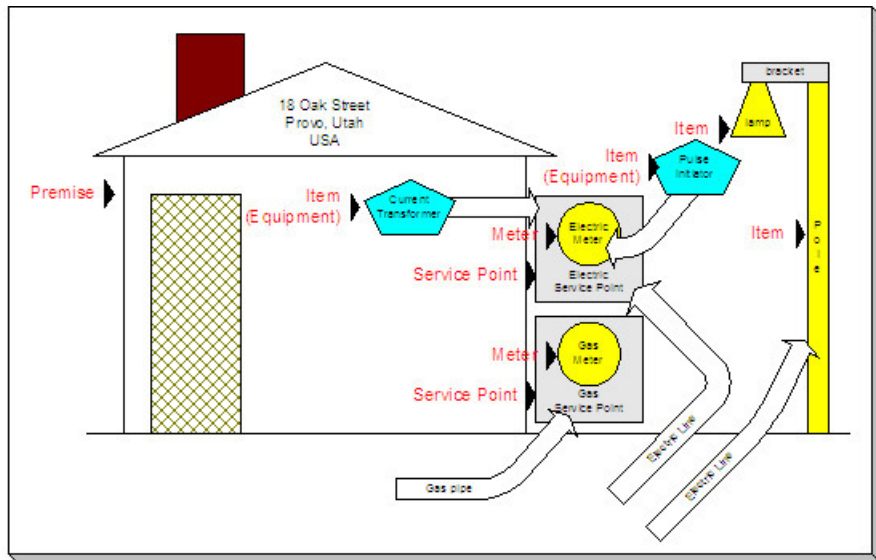 bracket
18 Oak Street
Provo, Utah
USA
lamp
Item
Item
(Equipment)
Pulse
Initiator
Premise
Item
(Equipment)
Current
Transformer
Meter
Electric
Meter
Item
Pole
Service Point
Electric
Service Point
Meter
Gas
Meter
Service Point
Gas
Service Point
Electric Line
Electric Line
Gas pipe